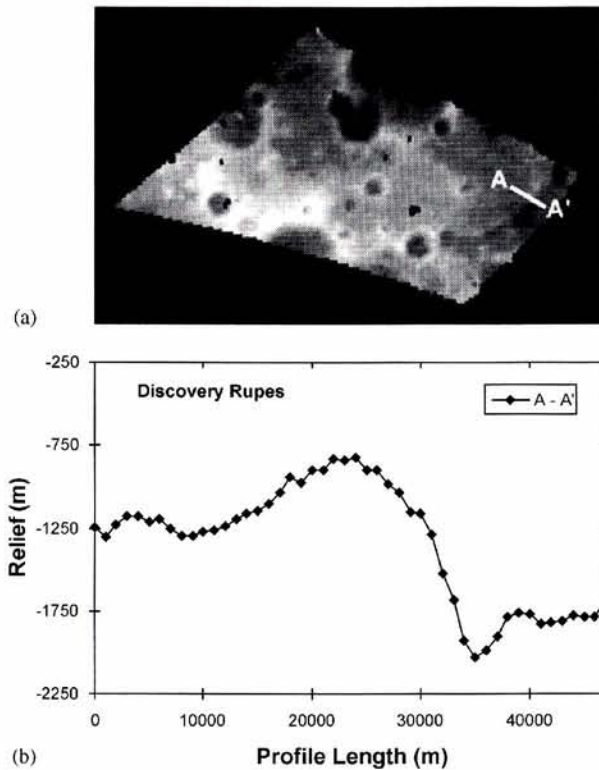 A
A'
(a)
-250
Discovery Rupes
A - A'
-750
-1250
-1750
-2250
Relief (m)
0
10000
20000
30000
40000
(b)
Profile Length (m)